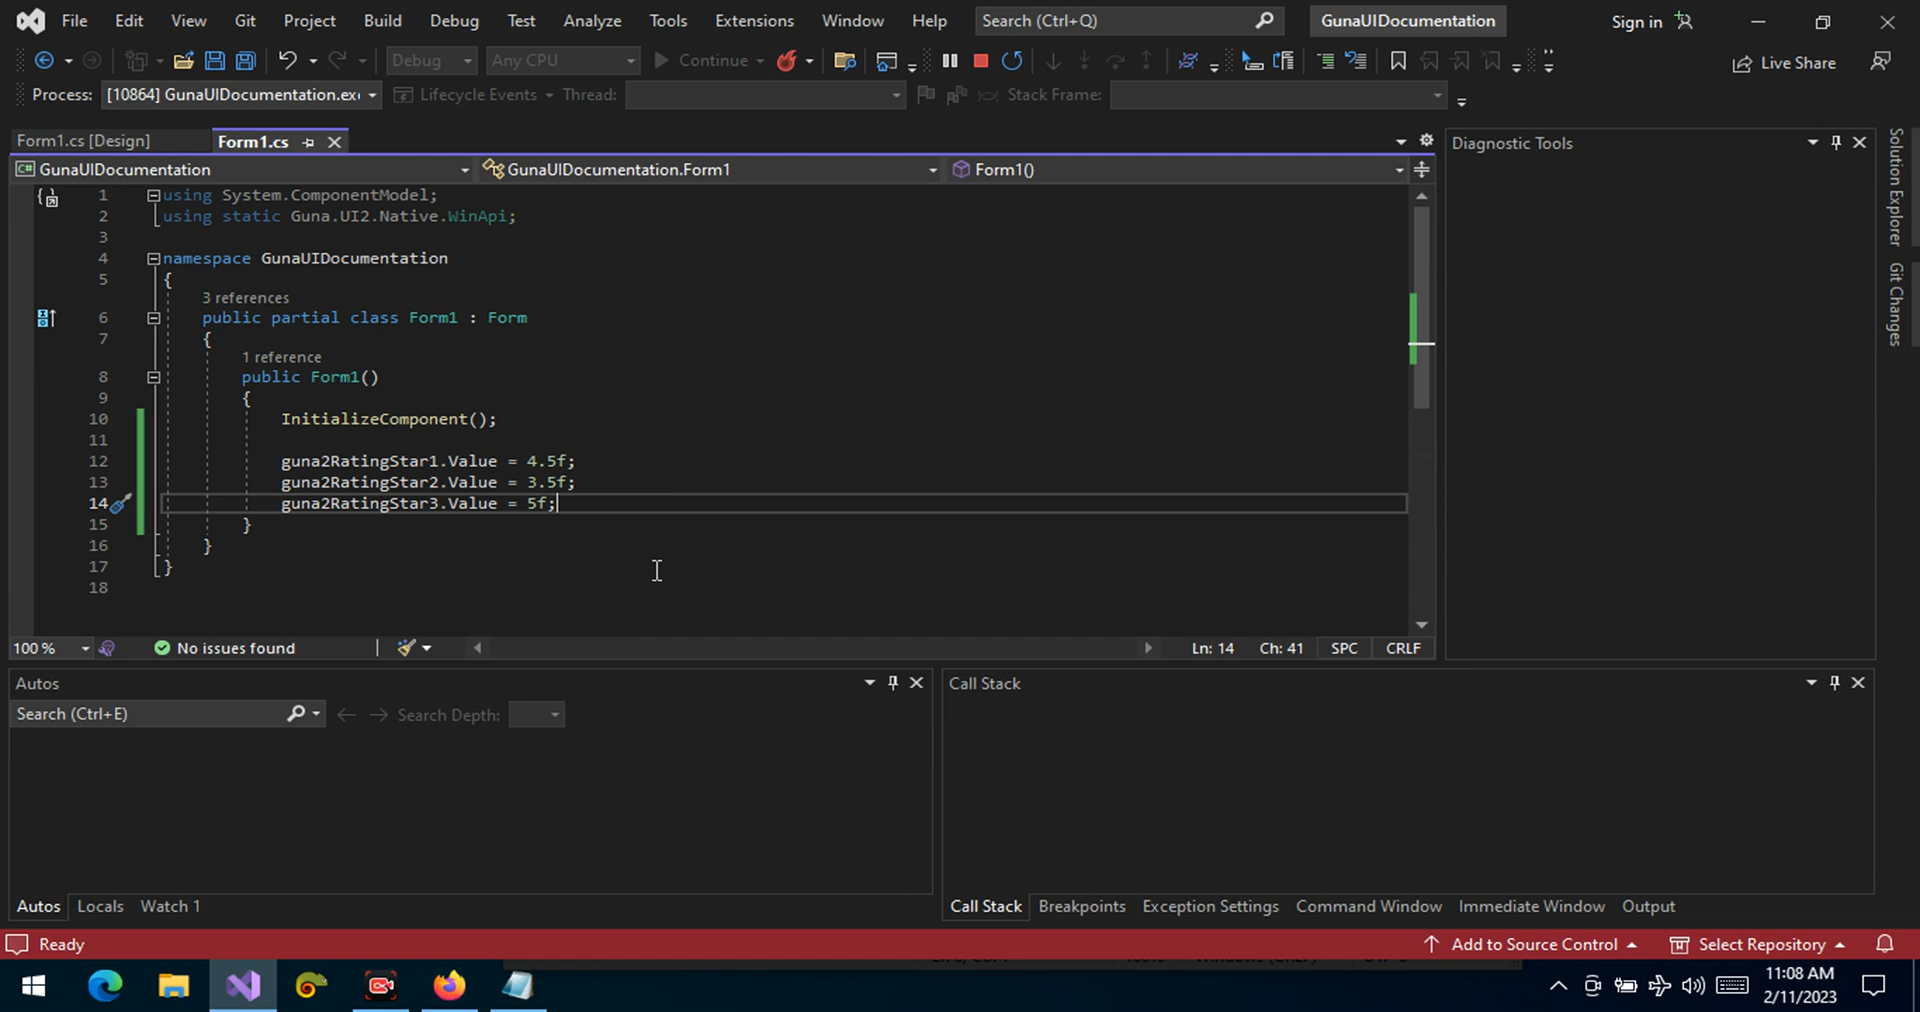 File Edit View Git Project Build Debug Test Analyze Tools Extensions Window Help Search (Ctrl+Q) GunaUIDocumentation Sign in
Debug Any CPU Continue Live Share
Process: [10864] GunaUIDocumentation.exe Lifecycle Events Thread: Stack Frame:
Form1.cs [Design] Form1.cs Diagnostic Tools
C# GunaUIDocumentation GunaUIDocumentation.Form1 Form1()
1 using System.ComponentModel;
2 using static Guna.UI2.Native.WinApi;
3
4 namespace GunaUIDocumentation
5 {
3 references
6 public partial class Form1 : Form
7 {
1 reference
8 public Form1()
9 {
10 InitializeComponent();
11
12 guna2RatingStar1.Value = 4.5f;
13 guna2RatingStar2.Value = 3.5f;
14 guna2RatingStar3.Value = 5f;
15 }
16 }
17 }
18
Solution Explorer
Git Changes
100 % No issues found Ln: 14 Ch: 41 SPC CRLF
Autos Call Stack
Search (Ctrl+E) Search Depth:
Autos Locals Watch 1 Call Stack Breakpoints Exception Settings Command Window Immediate Window Output
Ready Add to Source Control Select Repository
11:08 AM
2/11/2023